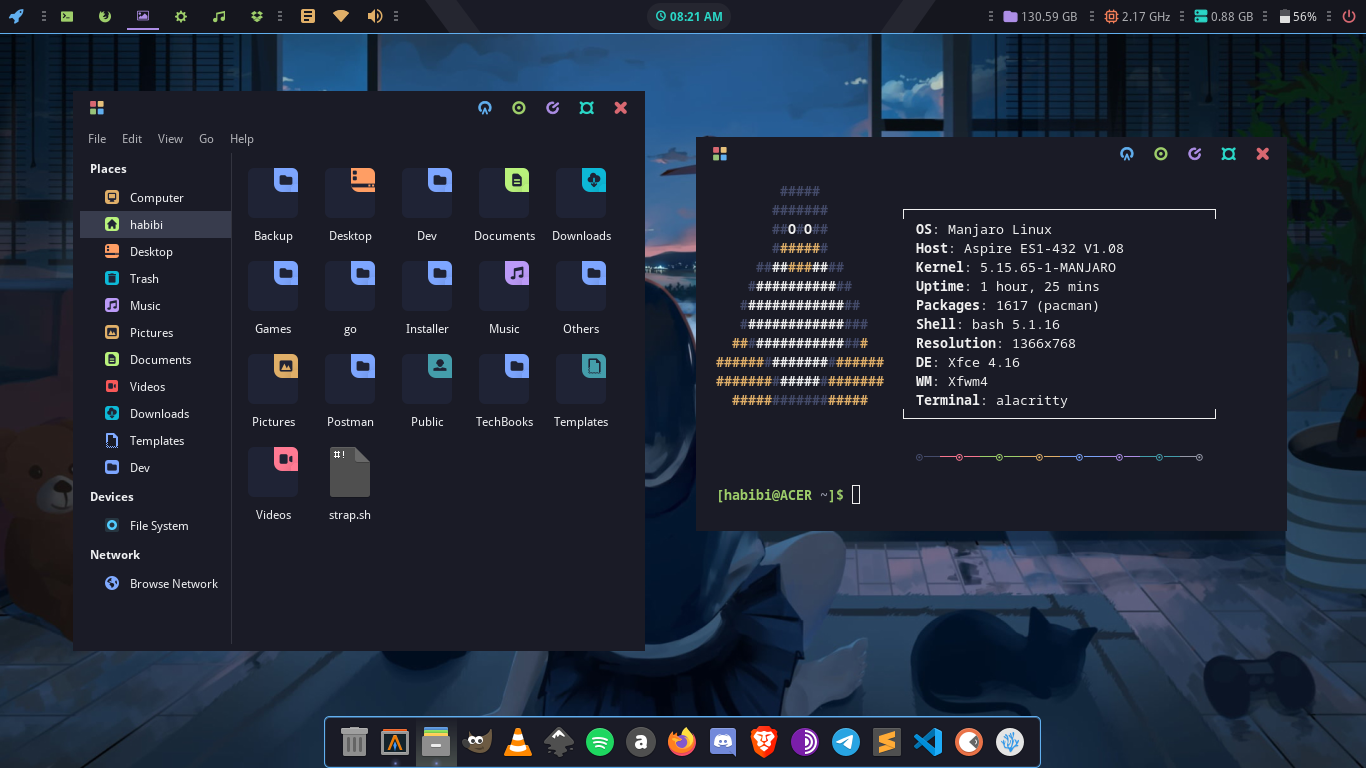 08:21 AM
130.59 GB
2.17 GHz
0.88 GB
56%
File Edit View Go Help
Places
Computer
habibi
Desktop
Trash
Music
Pictures
Documents
Videos
Downloads
Templates
Dev
Devices
File System
Network
Browse Network
Backup Desktop Dev Documents Downloads
Games go Installer Music Others
Pictures Postman Public TechBooks Templates
#!
Videos strap.sh
#####
#######
##O#O##
#######
###########
#############
###############
################
#################
#####################
#####################
#################
OS: Manjaro Linux
Host: Aspire ES1-432 V1.08
Kernel: 5.15.65-1-MANJARO
Uptime: 1 hour, 25 mins
Packages: 1617 (pacman)
Shell: bash 5.1.16
Resolution: 1366x768
DE: Xfce 4.16
WM: Xfwm4
Terminal: alacritty
[habibi@ACER ~]$
a